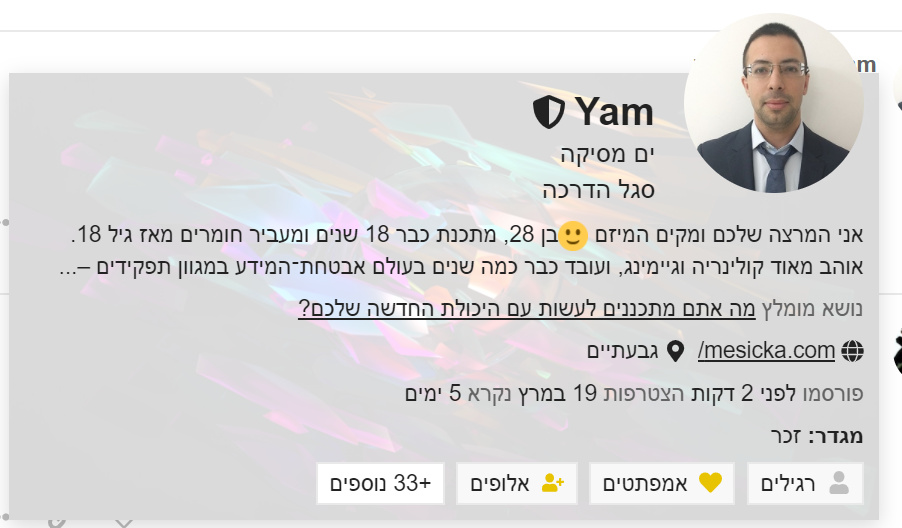 Yam
ים מסיקה
סגל הדרכה
אני המרצה שלכם ומקים המיזם 🙂בן 28, מתכנת כבר 18 שנים ומעביר חומרים מאז גיל 18.
אוהב מאוד קולינריה וגיימינג, ועובד כבר כמה שנים בעולם אבטחת־המידע במגוון תפקידים –...
נושא מומלץ מה אתם מתכננים לעשות עם היכולת החדשה שלכם?
mesicka.com/ גבעתיים
פורסמו לפני 2 דקות הצטרפות 19 במרץ נקרא 5 ימים
מגדר: זכר
רגילים אמפתטים אלופים +33 נוספים